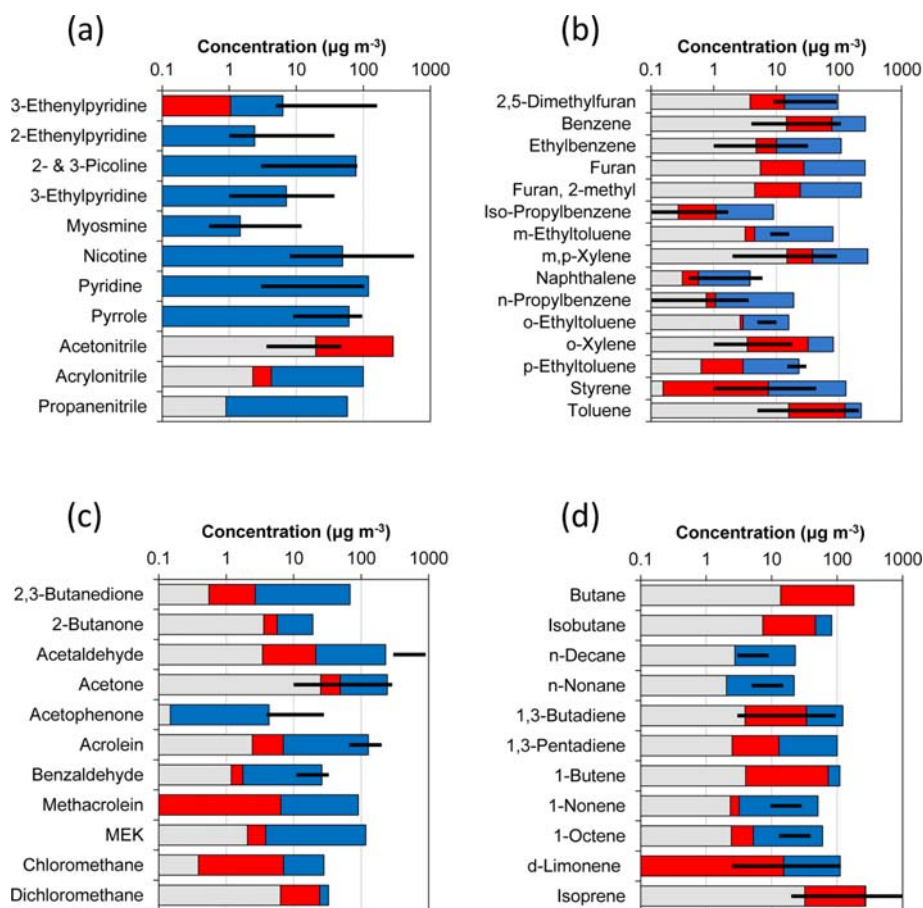 (a)
Concentration (µg m⁻³)
0.1 1 10 100 1000
3-Ethenylpyridine
2-Ethenylpyridine
2- & 3-Picoline
3-Ethylpyridine
Myosmine
Nicotine
Pyridine
Pyrrole
Acetonitrile
Acrylonitrile
Propanenitrile
(b)
Concentration (µg m⁻³)
0.1 1 10 100 1000
2,5-Dimethylfuran
Benzene
Ethylbenzene
Furan
Furan, 2-methyl
Iso-Propylbenzene
m-Ethyltoluene
m,p-Xylene
Naphthalene
n-Propylbenzene
o-Ethyltoluene
o-Xylene
p-Ethyltoluene
Styrene
Toluene
(c)
Concentration (µg m⁻³)
0.1 1 10 100 1000
2,3-Butanedione
2-Butanone
Acetaldehyde
Acetone
Acetophenone
Acrolein
Benzaldehyde
Methacrolein
MEK
Chloromethane
Dichloromethane
(d)
Concentration (µg m⁻³)
0.1 1 10 100 1000
Butane
Isobutane
n-Decane
n-Nonane
1,3-Butadiene
1,3-Pentadiene
1-Butene
1-Nonene
1-Octene
d-Limonene
Isoprene